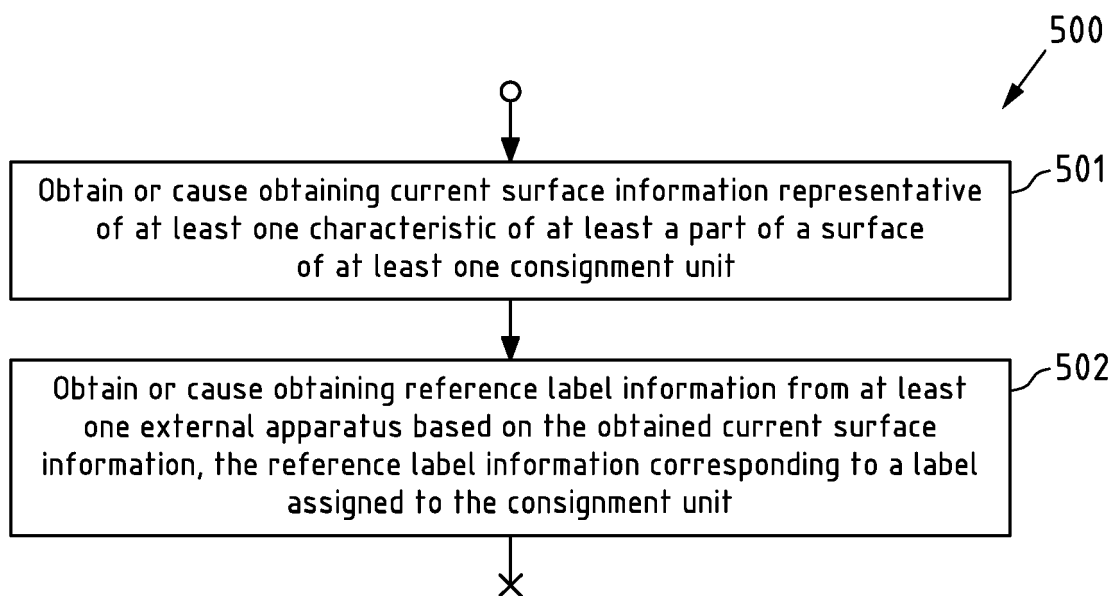 500
501
Obtain or cause obtaining current surface information representative
of at least one characteristic of at least a part of a surface
of at least one consignment unit
502
Obtain or cause obtaining reference label information from at least
one external apparatus based on the obtained current surface
information, the reference label information corresponding to a label
assigned to the consignment unit